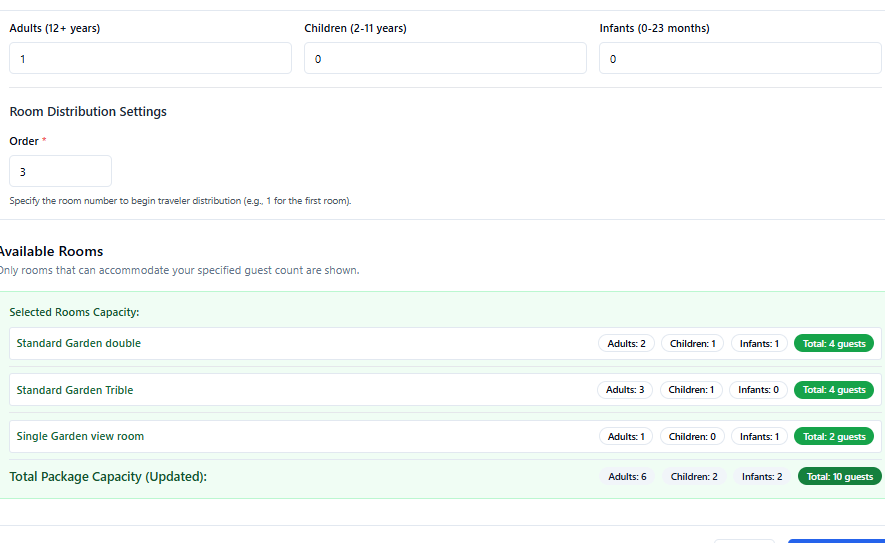 Adults (12+ years) Children (2-11 years) Infants (0-23 months)
1 0 0
Room Distribution Settings
Order *
3
Specify the room number to begin traveler distribution (e.g., 1 for the first room).
Available Rooms
Only rooms that can accommodate your specified guest count are shown.
Selected Rooms Capacity:
Standard Garden double Adults: 2 Children: 1 Infants: 1 Total: 4 guests
Standard Garden Trible Adults: 3 Children: 1 Infants: 0 Total: 4 guests
Single Garden view room Adults: 1 Children: 0 Infants: 1 Total: 2 guests
Total Package Capacity (Updated): Adults: 6 Children: 2 Infants: 2 Total: 10 guests